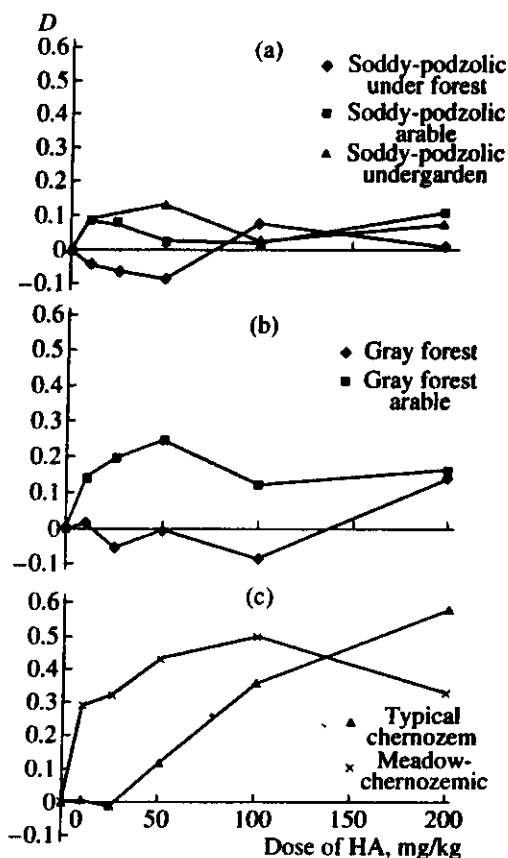 D
(a)
0.6
0.5
0.4
0.3
0.2
0.1
0
−0.1
Soddy-podzolic
under forest
Soddy-podzolic
arable
Soddy-podzolic
undergarden
(b)
0.6
0.5
0.4
0.3
0.2
0.1
0
−0.1
Gray forest
Gray forest
arable
(c)
0.6
0.5
0.4
0.3
0.2
0.1
0
−0.1
Typical
chernozem
Meadow-
chernozemic
0 50 100 150 200
Dose of HA, mg/kg